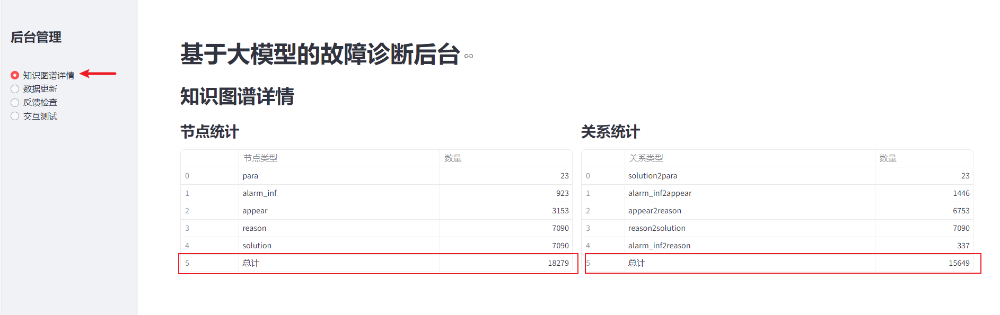 后台管理
知识图谱详情
数据更新
反馈检查
交互测试
基于大模型的故障诊断后台
知识图谱详情
节点统计
节点类型 数量
0 para 23
1 alarm_inf 923
2 appear 3153
3 reason 7090
4 solution 7090
5 总计 18279
关系统计
关系类型 数量
0 solution2para 23
1 alarm_inf2appear 1446
2 appear2reason 6753
3 reason2solution 7090
4 alarm_inf2reason 337
5 总计 15649